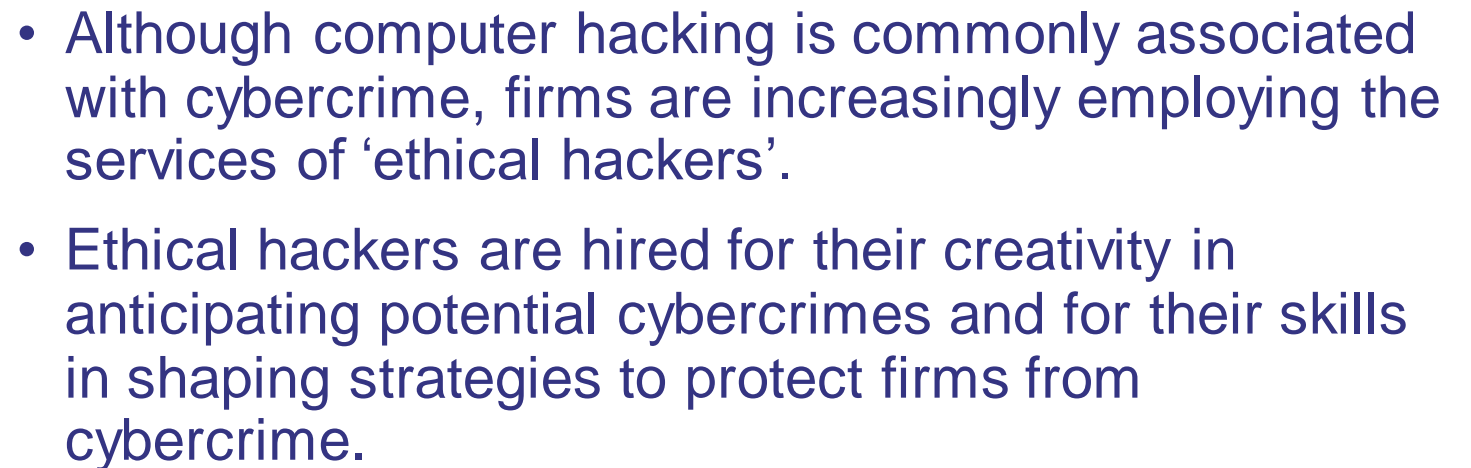 • Although computer hacking is commonly associated
with cybercrime, firms are increasingly employing the
services of ‘ethical hackers’.
• Ethical hackers are hired for their creativity in
anticipating potential cybercrimes and for their skills
in shaping strategies to protect firms from
cybercrime.